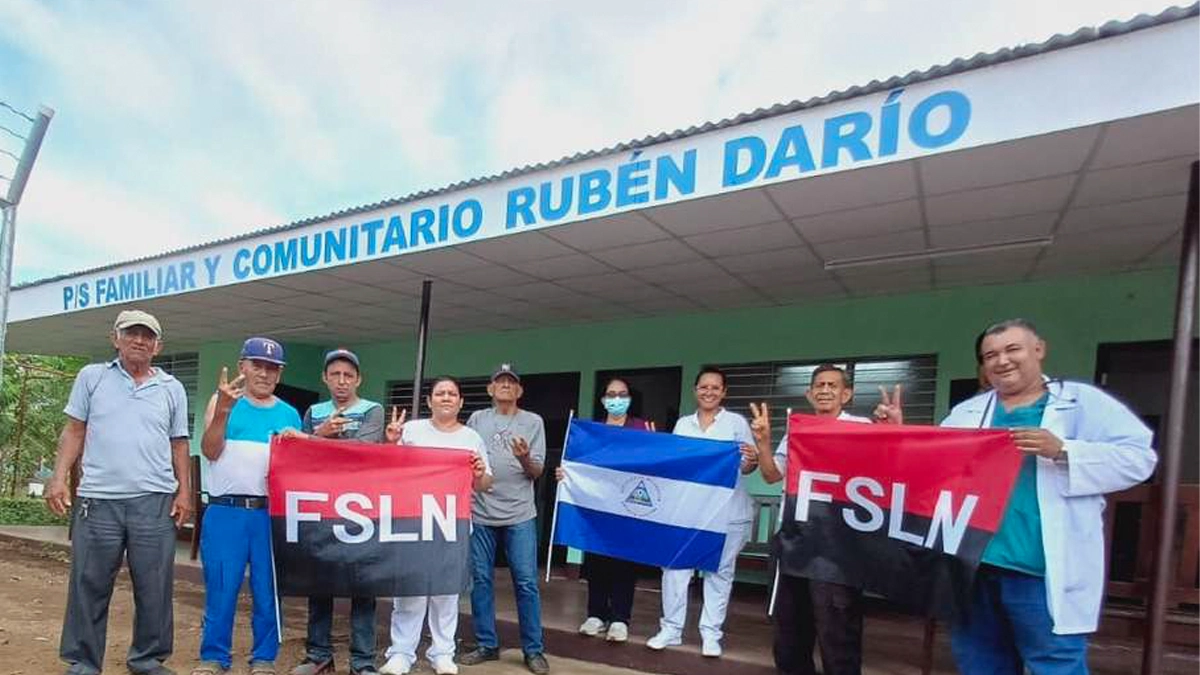 P/S FAMILIAR Y COMUNITARIO RUBÉN DARÍO
T
FSLN
FSLN